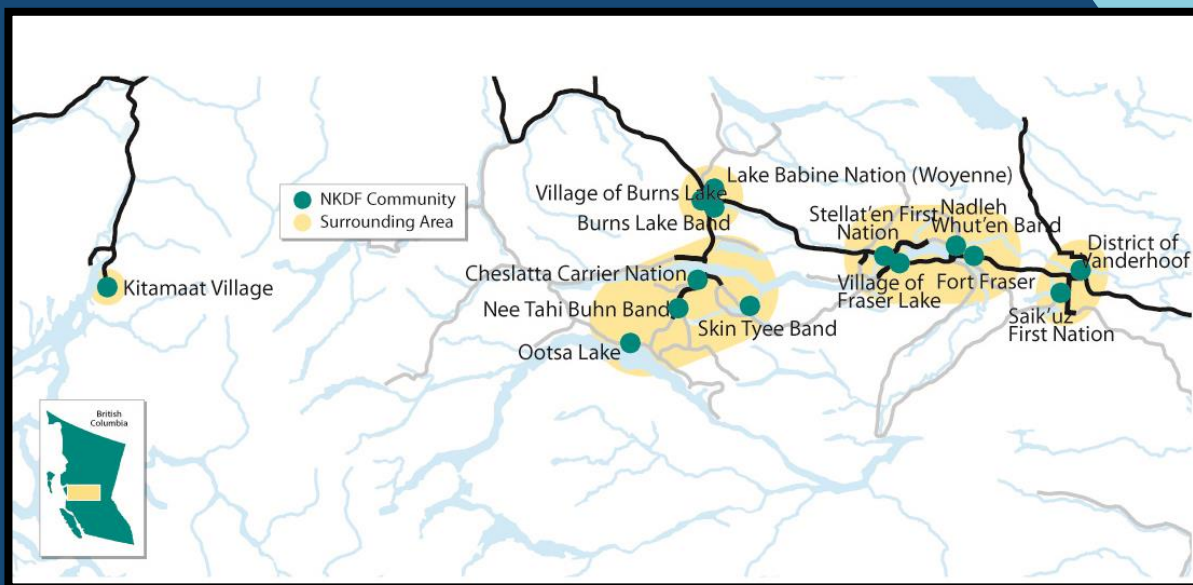 Lake Babine Nation (Woyenne)
NKDF Community
Surrounding Area
Village of Burns Lake
Burns Lake Band
Stellat'en First
Nation
Nadleh
Whut'en Band
District of
Vanderhoof
Cheslatta Carrier Nation
Kitamaat Village
Village of
Fraser Lake
Fort Fraser
Nee Tahi Buhn Band
Skin Tyee Band
Saik'uz
First Nation
Ootsa Lake
British
Columbia